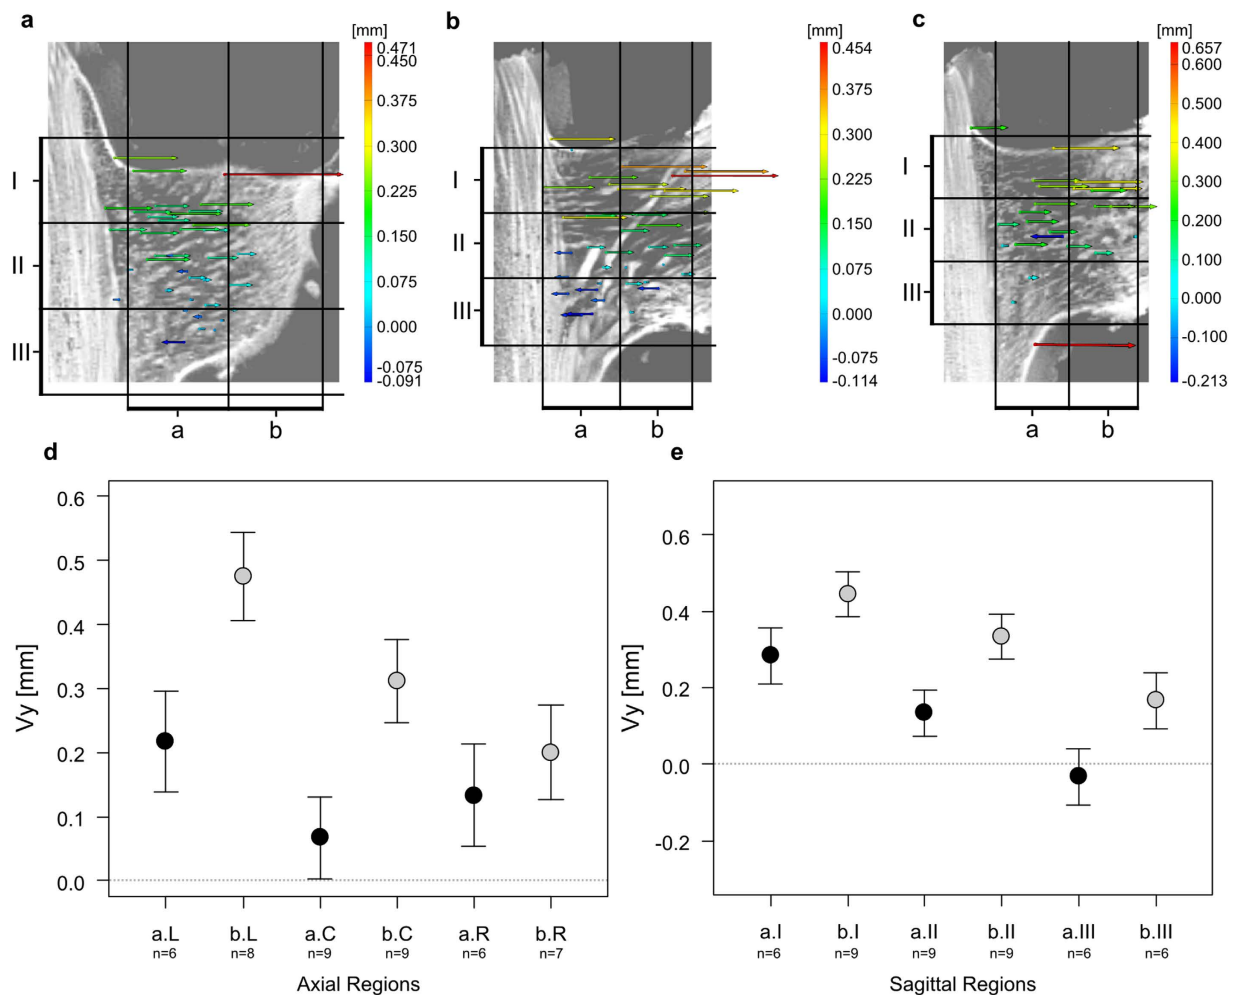 a
[mm]
0.471
0.450
0.375
0.300
0.225
0.150
0.075
0.000
-0.075
-0.091
I
II
III
a
b
b
[mm]
0.454
0.375
0.300
0.225
0.150
0.075
0.000
-0.075
-0.114
I
II
III
a
b
c
[mm]
0.657
0.600
0.500
0.400
0.300
0.200
0.100
0.000
-0.100
-0.213
I
II
III
a
b
d
Vy [mm]
0.6
0.5
0.4
0.3
0.2
0.1
0.0
a.L b.L a.C b.C a.R b.R
n=6 n=8 n=9 n=9 n=6 n=7
Axial Regions
e
Vy [mm]
0.6
0.4
0.2
0.0
-0.2
a.I b.I a.II b.II a.III b.III
n=6 n=9 n=9 n=9 n=6 n=6
Sagittal Regions